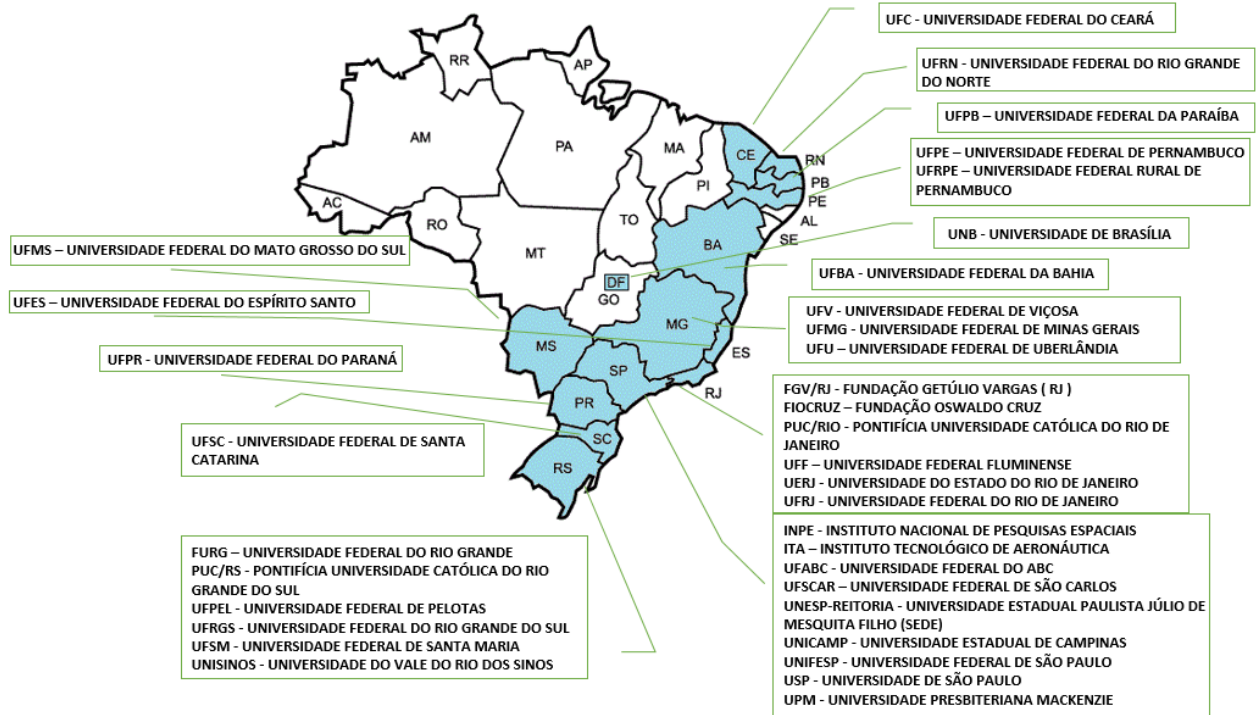 UFC - UNIVERSIDADE FEDERAL DO CEARÁ
UFRN - UNIVERSIDADE FEDERAL DO RIO GRANDE
DO NORTE
UFPB – UNIVERSIDADE FEDERAL DA PARAÍBA
UFPE – UNIVERSIDADE FEDERAL DE PERNAMBUCO
UFRPE – UNIVERSIDADE FEDERAL RURAL DE
PERNAMBUCO
UNB - UNIVERSIDADE DE BRASÍLIA
UFBA - UNIVERSIDADE FEDERAL DA BAHIA
UFV - UNIVERSIDADE FEDERAL DE VIÇOSA
UFMG - UNIVERSIDADE FEDERAL DE MINAS GERAIS
UFU – UNIVERSIDADE FEDERAL DE UBERLÂNDIA
FGV/RJ - FUNDAÇÃO GETÚLIO VARGAS ( RJ )
FIOCRUZ – FUNDAÇÃO OSWALDO CRUZ
PUC/RIO - PONTIFÍCIA UNIVERSIDADE CATÓLICA DO RIO DE
JANEIRO
UFF – UNIVERSIDADE FEDERAL FLUMINENSE
UERJ - UNIVERSIDADE DO ESTADO DO RIO DE JANEIRO
UFRJ - UNIVERSIDADE FEDERAL DO RIO DE JANEIRO
INPE - INSTITUTO NACIONAL DE PESQUISAS ESPACIAIS
ITA – INSTITUTO TECNOLÓGICO DE AERONÁUTICA
UFABC - UNIVERSIDADE FEDERAL DO ABC
UFSCAR – UNIVERSIDADE FEDERAL DE SÃO CARLOS
UNESP-REITORIA - UNIVERSIDADE ESTADUAL PAULISTA JÚLIO DE
MESQUITA FILHO (SEDE)
UNICAMP - UNIVERSIDADE ESTADUAL DE CAMPINAS
UNIFESP - UNIVERSIDADE FEDERAL DE SÃO PAULO
USP - UNIVERSIDADE DE SÃO PAULO
UPM - UNIVERSIDADE PRESBITERIANA MACKENZIE
UFMS – UNIVERSIDADE FEDERAL DO MATO GROSSO DO SUL
UFES – UNIVERSIDADE FEDERAL DO ESPÍRITO SANTO
UFPR - UNIVERSIDADE FEDERAL DO PARANÁ
UFSC - UNIVERSIDADE FEDERAL DE SANTA
CATARINA
FURG – UNIVERSIDADE FEDERAL DO RIO GRANDE
PUC/RS - PONTIFÍCIA UNIVERSIDADE CATÓLICA DO RIO
GRANDE DO SUL
UFPEL - UNIVERSIDADE FEDERAL DE PELOTAS
UFRGS - UNIVERSIDADE FEDERAL DO RIO GRANDE DO SUL
UFSM - UNIVERSIDADE FEDERAL DE SANTA MARIA
UNISINOS - UNIVERSIDADE DO VALE DO RIO DOS SINOS
RR
AP
AM
PA
MA
CE
RN
PB
PE
AL
SE
PI
AC
RO
TO
MT
BA
DF
GO
MG
ES
MS
SP
RJ
PR
SC
RS